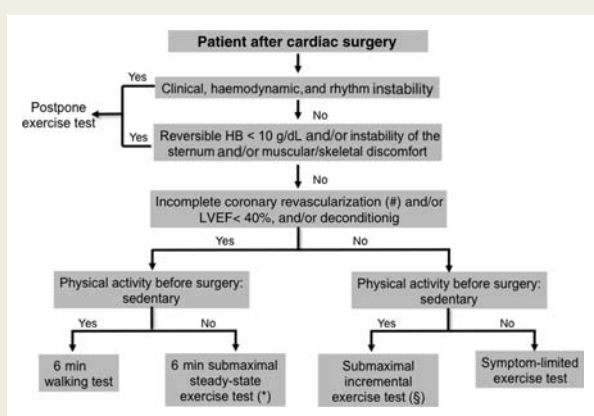 Patient after cardiac surgery
Yes
Clinical, haemodynamic,and rhythm instability
Postpone
exercise test
No
Yes
Reversible HB < 10 g/dL and/or instability of the
sternum and/or muscular/skeletal discomfort
No
Incomplete coronary revascularization (#) and/or
LVEF< 40%, and/or deconditionig
Yes
No
Physical activity before surgery:
sedentary
Physical activity before surgery:
sedentary
Yes
No
Yes
No
6 min
walking test
6 min submaximal
steady-state
exercise test (*)
Submaximal
incremental
exercise test (§)
Symptom-limited
exercise test